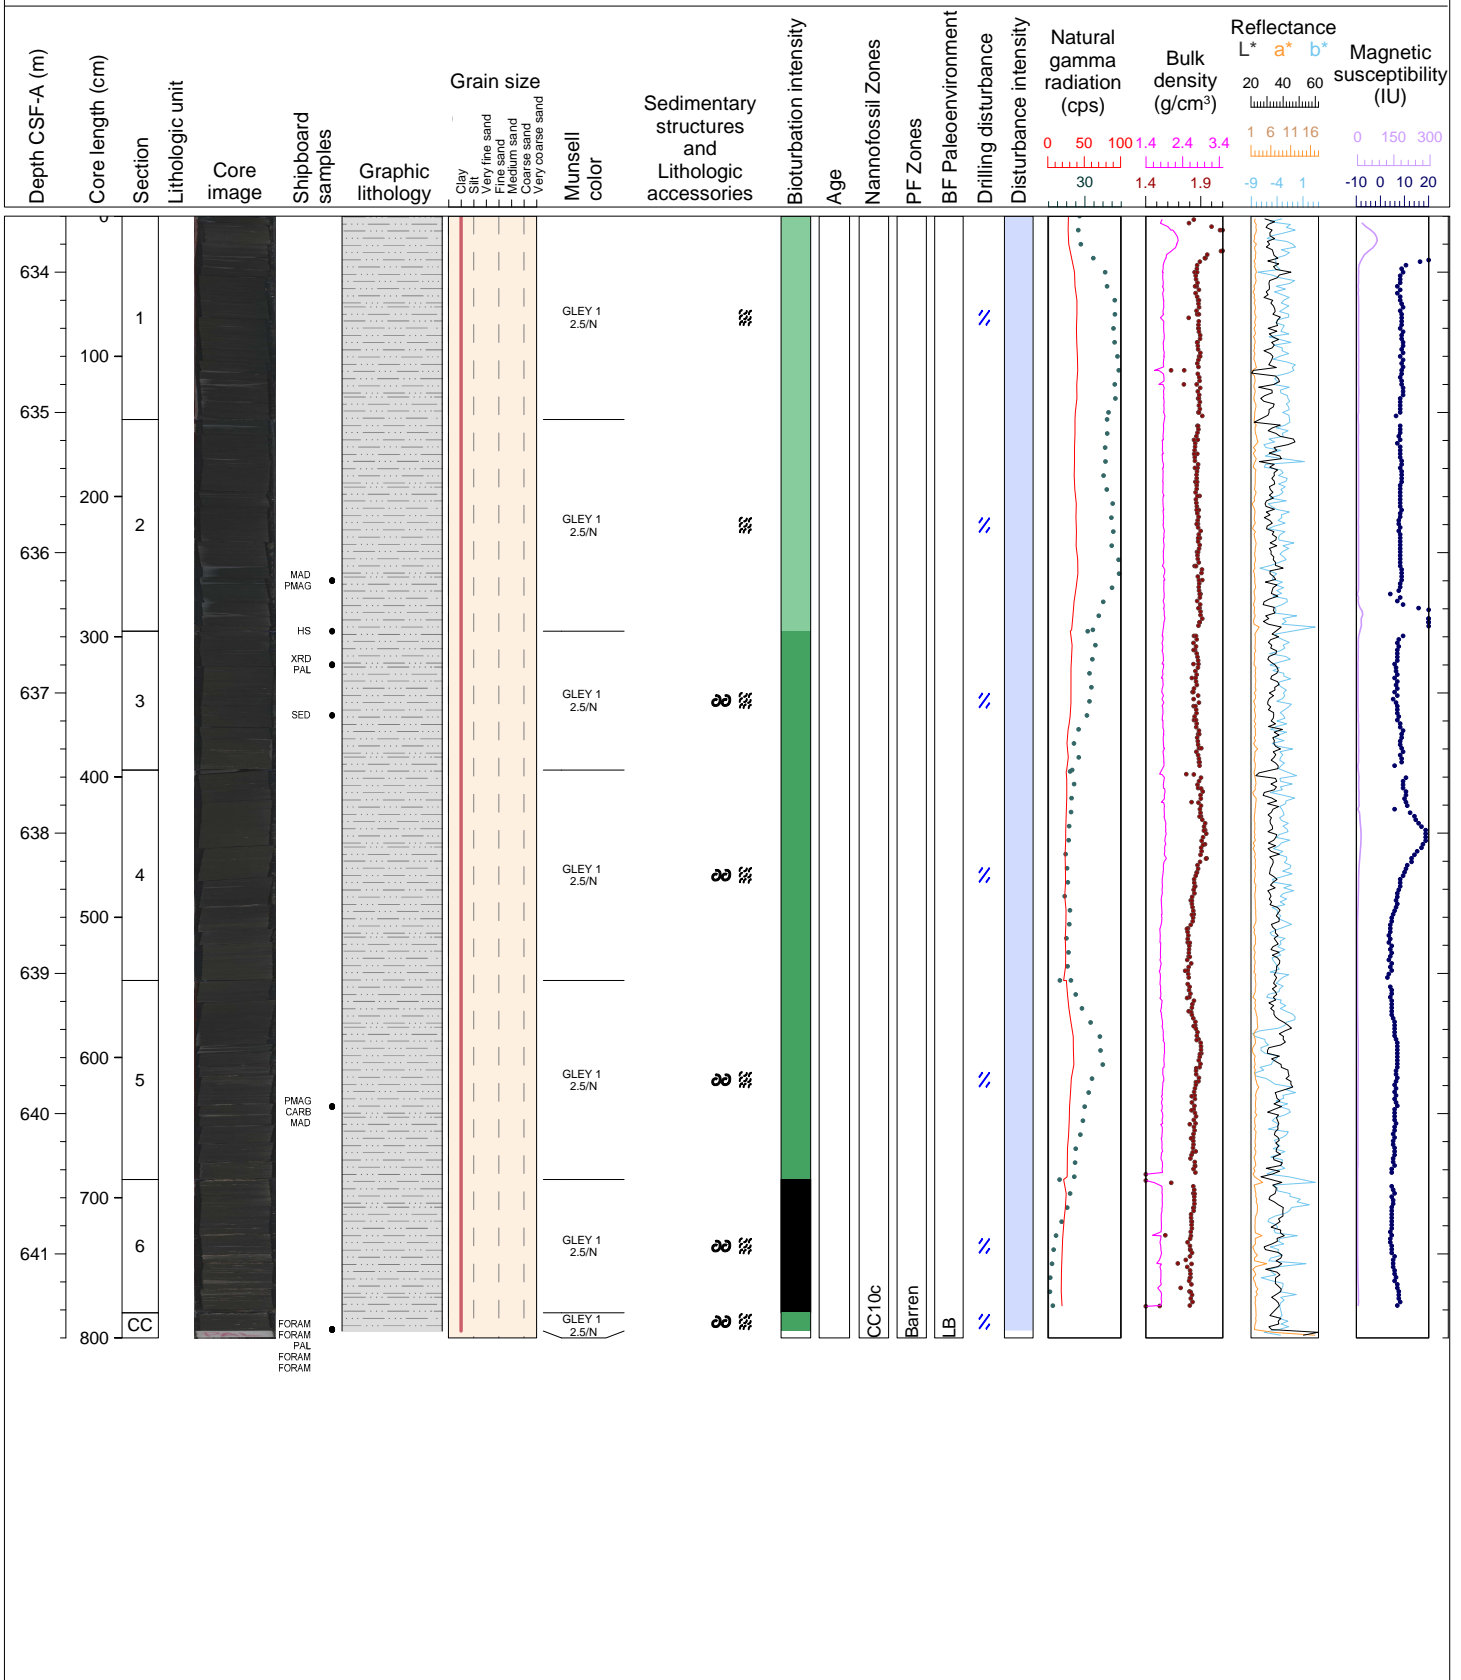 Depth CSF-A (m)
Core length (cm)
Section
Lithologic unit
Core
image
Shipboard
samples
Graphic
lithology
Grain size
Clay
Silt
Very fine sand
Fine sand
Medium sand
Coarse sand
Very coarse sand
Munsell
color
Sedimentary
structures
and
Lithologic
accessories
Bioturbation intensity
Age
Nannofossil Zones
PF Zones
BF Paleoenvironment
Drilling disturbance
Disturbance intensity
Natural
gamma
radiation
(cps)
0 50 100
30
Bulk
density
(g/cm³)
1.4 2.4 3.4
1.4 1.9
Reflectance
L* a* b*
20 40 60
1 6 11 16
-9 -4 1
Magnetic
susceptibility
(IU)
0 150 300
-10 0 10 20
0
634
1
GLEY 1
2.5/N
100
635
200
2
GLEY 1
2.5/N
636
MAD
PMAG
HS
300
XRD
PAL
637
3
GLEY 1
2.5/N
SED
400
638
4
GLEY 1
2.5/N
500
639
600
5
GLEY 1
2.5/N
640
PMAG
CARB
MAD
700
641
6
GLEY 1
2.5/N
CC
GLEY 1
2.5/N
800
FORAM
FORAM
PAL
FORAM
FORAM
CC10c
Barren
LB